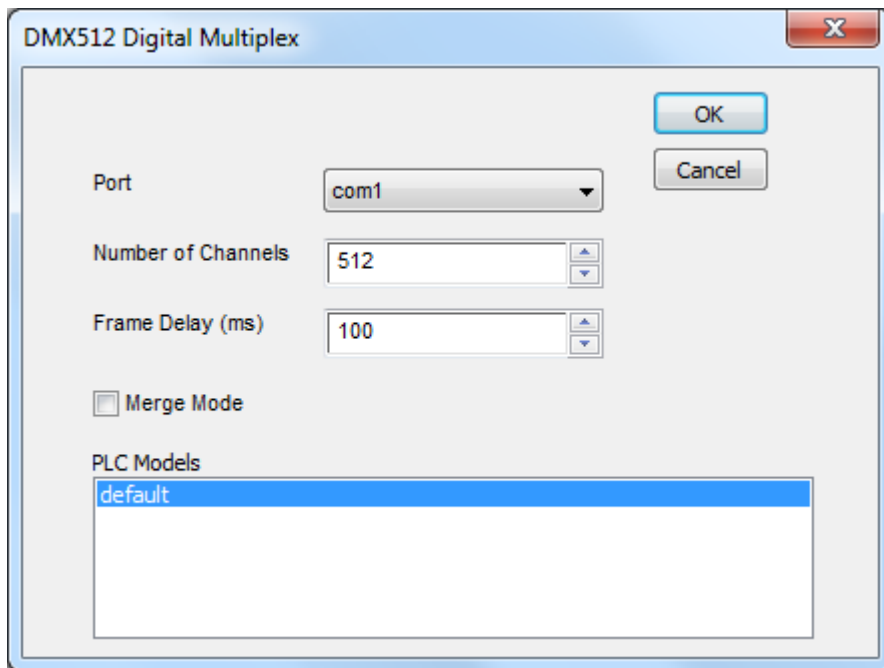 DMX512 Digital Multiplex
OK
Cancel
Port
com1
Number of Channels
512
Frame Delay (ms)
100
Merge Mode
PLC Models
default